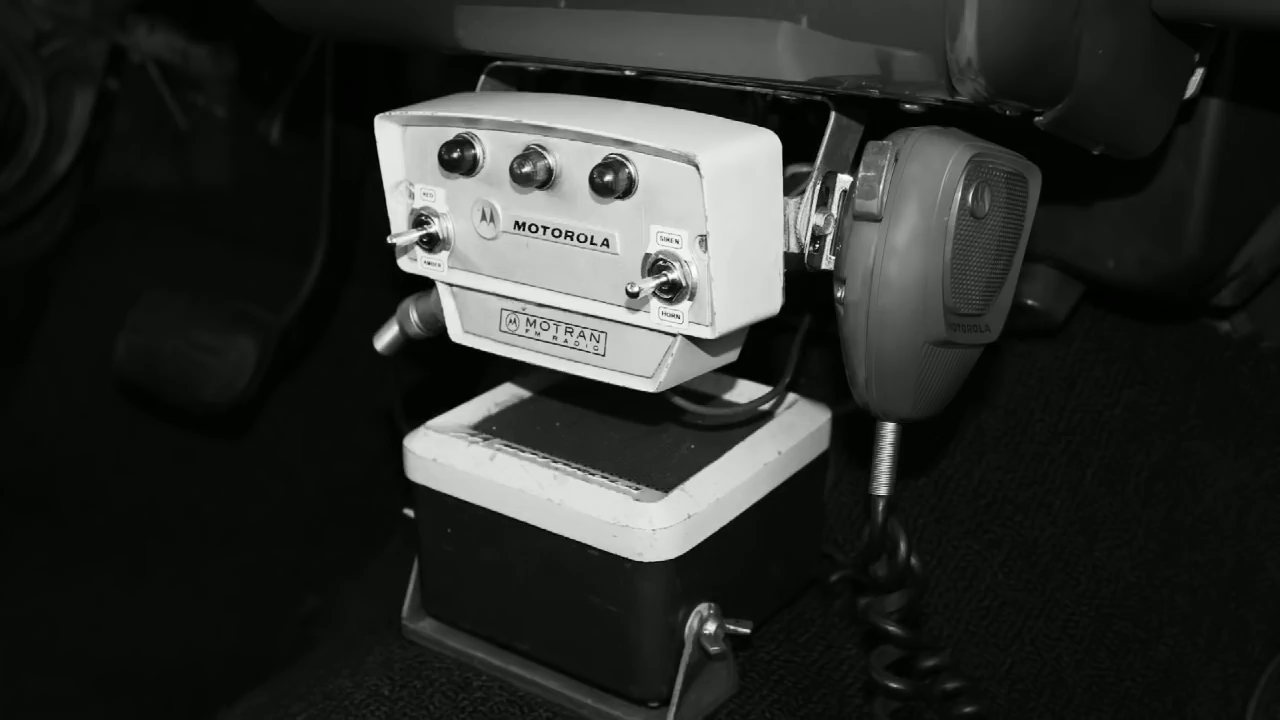 RED
MOTOROLA
SIREN
AMBER
HORN
MOTRAN
FM RADIO
MOTOROLA